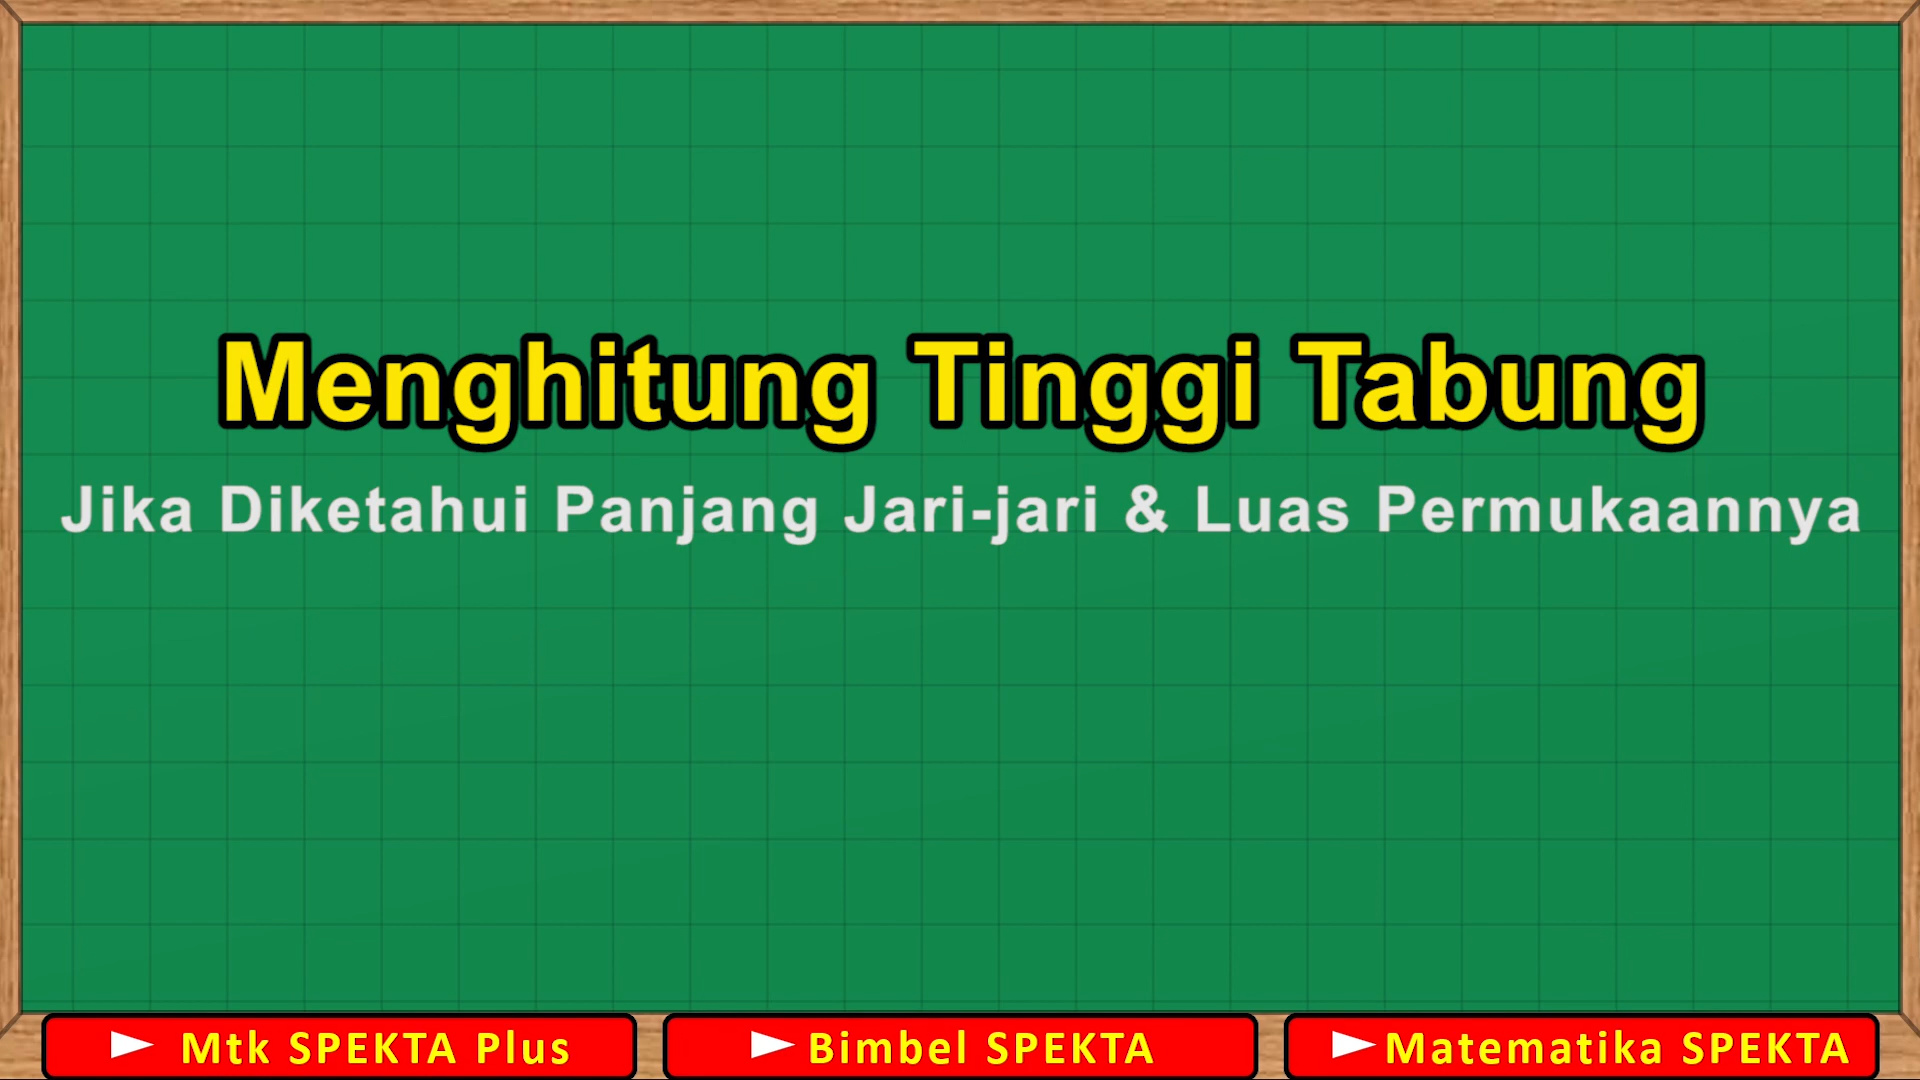 Menghitung Tinggi Tabung
Jika Diketahui Panjang Jari-jari & Luas Permukaannya
Mtk SPEKTA Plus
Bimbel SPEKTA
Matematika SPEKTA